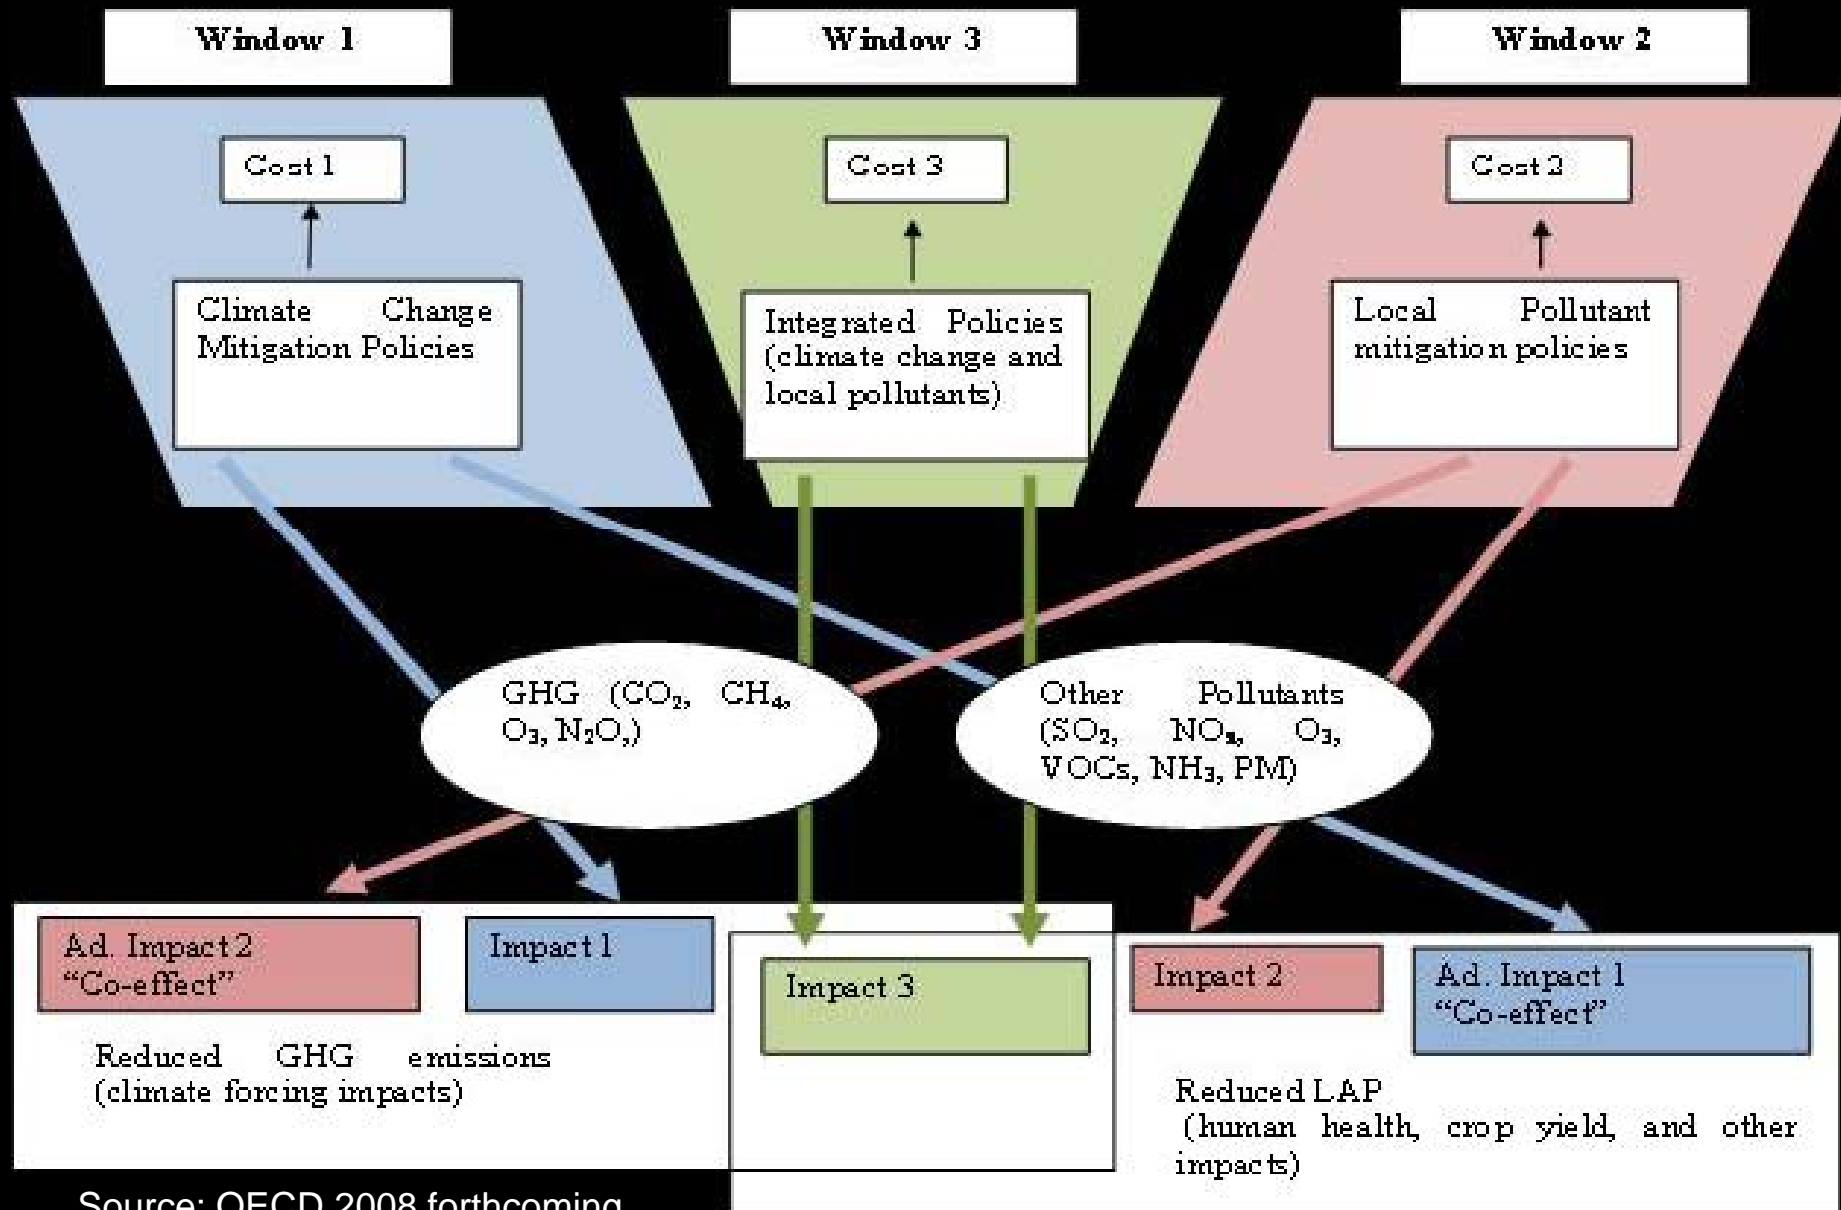 Window 1
Window 3
Window 2
Cost 1
Cost 3
Cost 2
Climate Change
Mitigation Policies
Integrated Policies
(climate change and
local pollutants)
Local Pollutant
mitigation policies
GHG (CO₂, CH₄,
O₃, N₂O,)
Other Pollutants
(SO₂, NOₓ, O₃,
VOCs, NH₃, PM)
Ad. Impact 2
“Co-effect”
Impact 1
Impact 3
Impact 2
Ad. Impact 1
“Co-effect”
Reduced GHG emissions
(climate forcing impacts)
Reduced LAP
(human health, crop yield, and other
impacts)
Source: OECD 2008 forthcoming